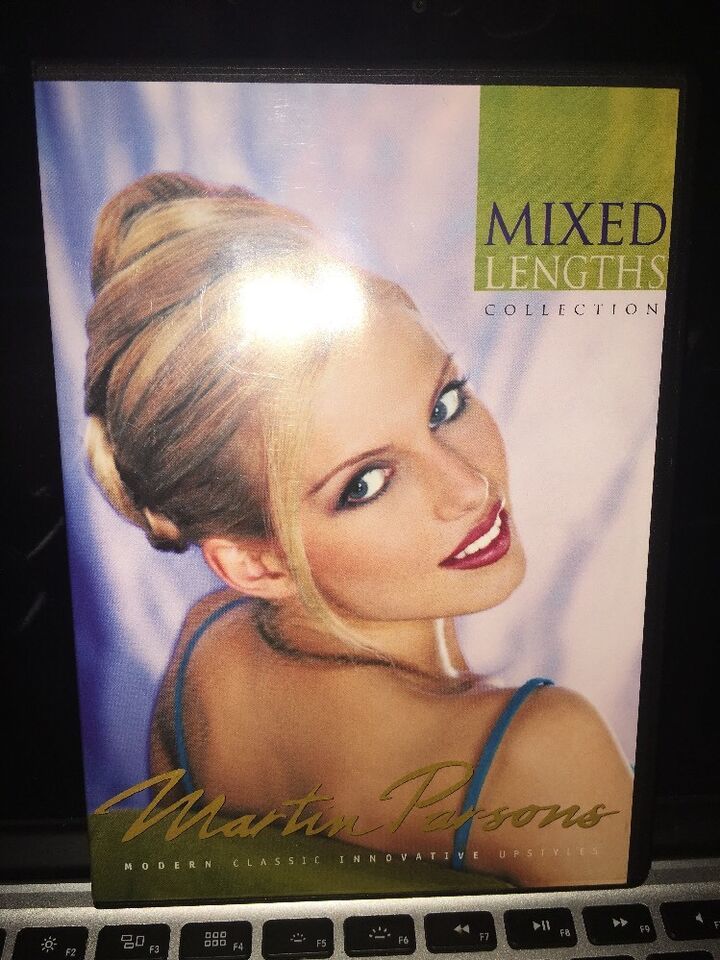 MIXED
LENGTHS
COLLECTION
Martin Parsons
MODERN CLASSIC INNOVATIVE UPSTYLES
F2
F3
F4
F5
F6
F7
F8
F9